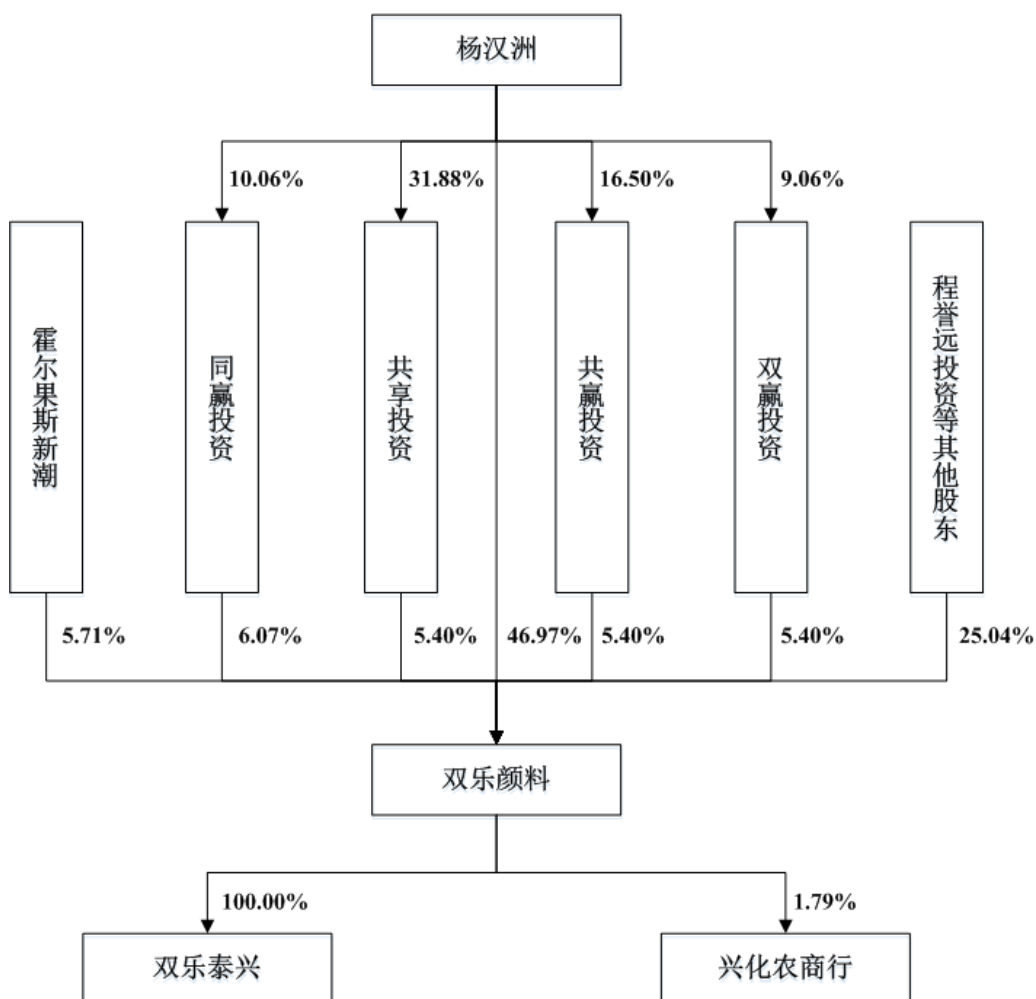 杨汉洲
10.06%
31.88%
16.50%
9.06%
霍尔果斯新潮
同赢投资
共享投资
共赢投资
双赢投资
程誉远投资等其他股东
5.71%
6.07%
5.40%
46.97%
5.40%
5.40%
25.04%
双乐颜料
100.00%
1.79%
双乐泰兴
兴化农商行